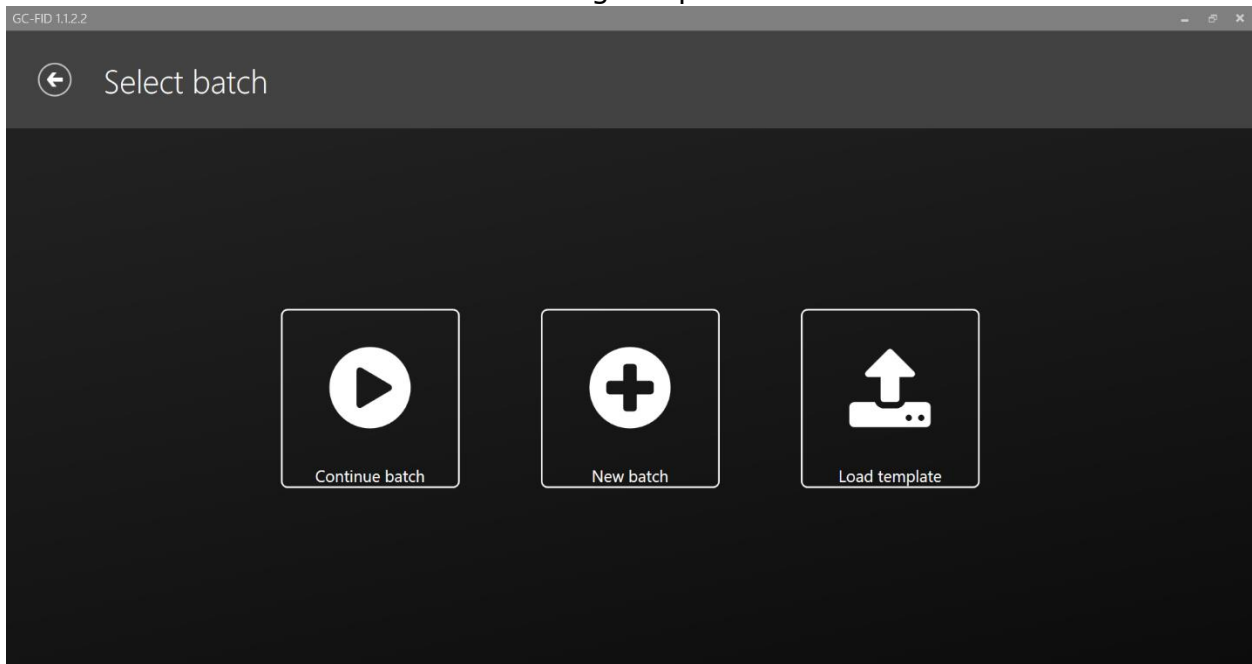 GC-FID 1.1.2.2
Select batch
Continue batch
New batch
Load template